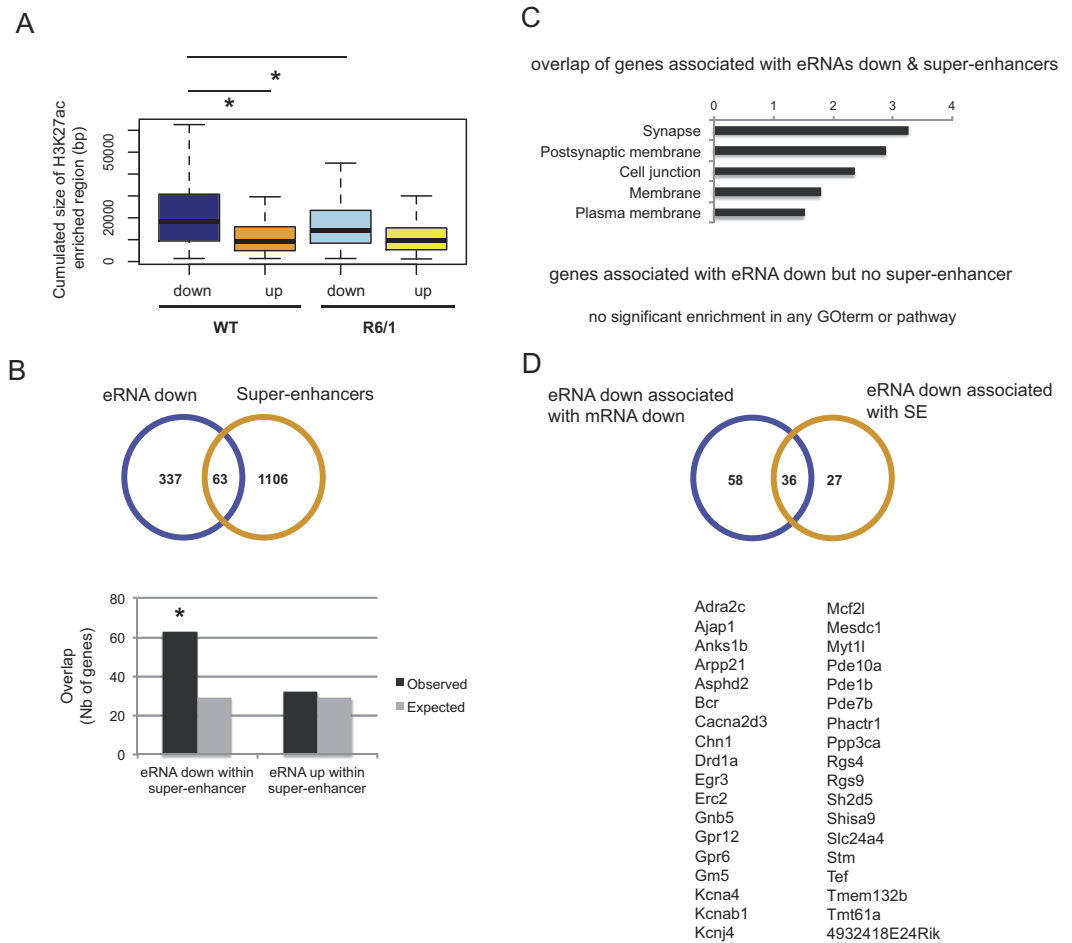 A
*
*
Cumulated size of H3K27ac
enriched region (bp)
50000
20000
0
down
up
down
up
WT
R6/1
B
eRNA down
Super-enhancers
337
63
1106
80
60
40
20
0
*
Overlap
(Nb of genes)
Observed
Expected
eRNA down within
super-enhancer
eRNA up within
super-enhancer
C
overlap of genes associated with eRNAs down & super-enhancers
0
1
2
3
4
Synapse
Postsynaptic membrane
Cell junction
Membrane
Plasma membrane
genes associated with eRNA down but no super-enhancer
no significant enrichment in any GOterm or pathway
D
eRNA down associated
with mRNA down
eRNA down associated
with SE
58
36
27
Adra2c
Ajap1
Anks1b
Arpp21
Asphd2
Bcr
Cacna2d3
Chn1
Drd1a
Egr3
Erc2
Gnb5
Gpr12
Gpr6
Gm5
Kcna4
Kcnab1
Kcnj4
Mcf2l
Mesdc1
Myt1l
Pde10a
Pde1b
Pde7b
Phactr1
Ppp3ca
Rgs4
Rgs9
Sh2d5
Shisa9
Slc24a4
Stm
Tef
Tmem132b
Tmt61a
4932418E24Rik